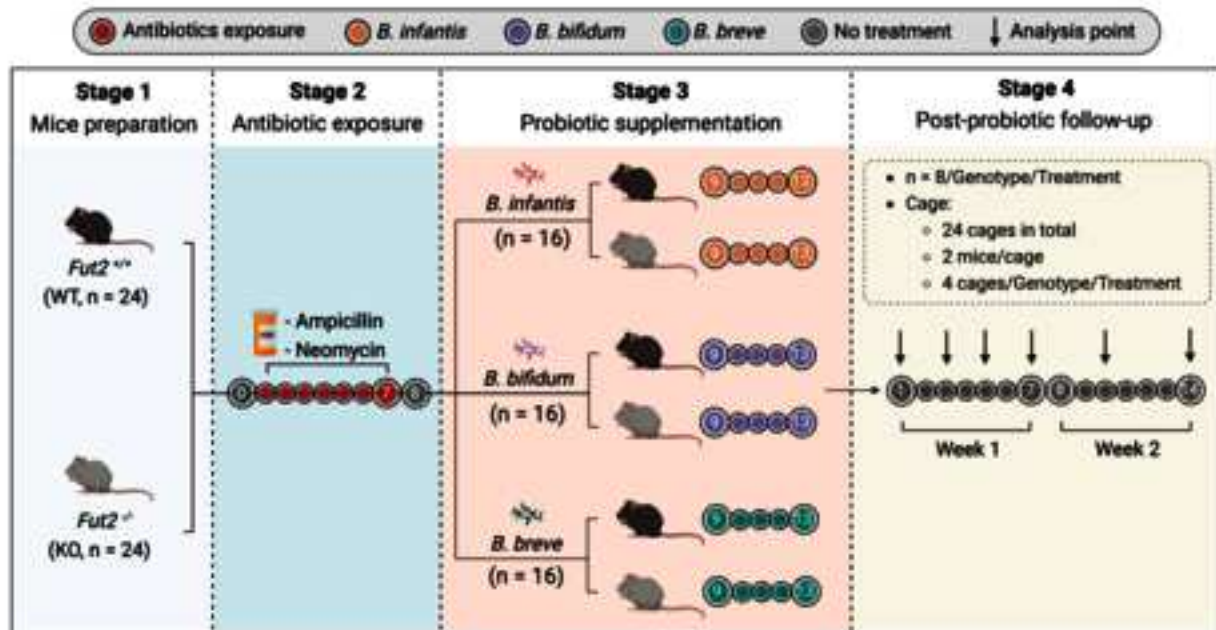 Antibiotics exposure B. infantis B. bifidum B. breve No treatment Analysis point
Stage 1
Mice preparation
Stage 2
Antibiotic exposure
Stage 3
Probiotic supplementation
Stage 4
Post-probiotic follow-up
Fut2 +/+
(WT, n = 24)
Fut2 -/-
(KO, n = 24)
- Ampicillin
- Neomycin
7
B. infantis
(n = 16)
B. bifidum
(n = 16)
B. breve
(n = 16)
• n = 8/Genotype/Treatment
• Cage:
○ 24 cages in total
○ 2 mice/cage
○ 4 cages/Genotype/Treatment
Week 1
Week 2